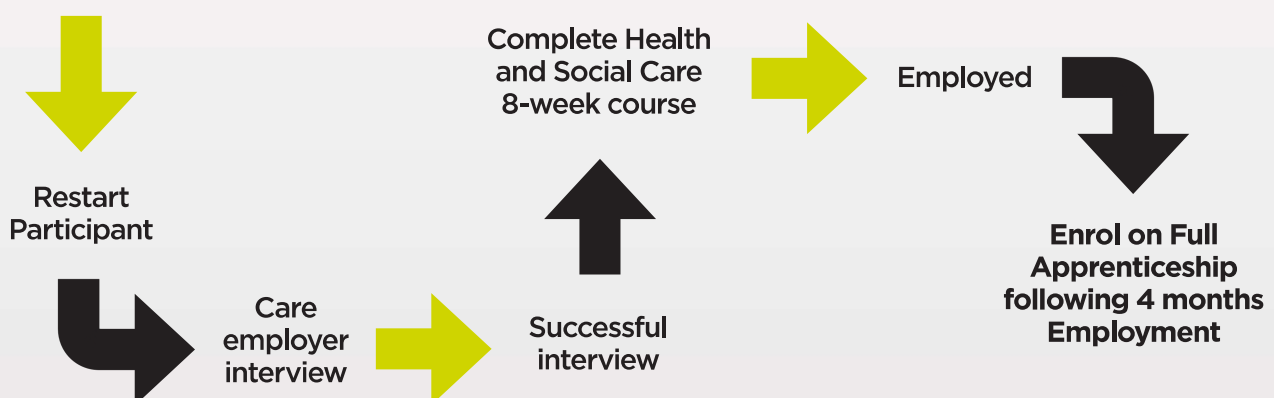 Restart
Participant
Care
employer
interview
Successful
interview
Complete Health
and Social Care
8-week course
Employed
Enrol on Full
Apprenticeship
following 4 months
Employment